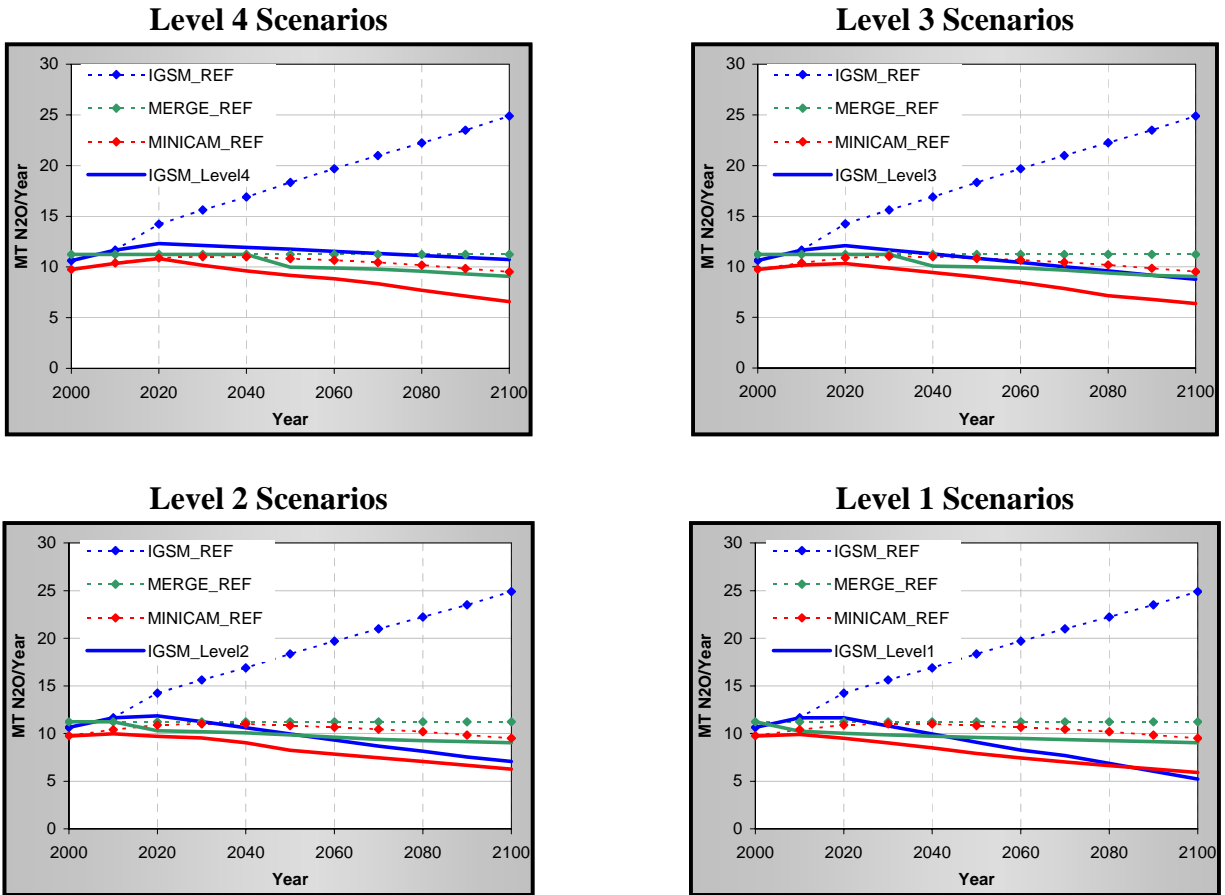 Level 4 Scenarios
MT N2O/Year
30
25
20
15
10
5
0
IGSM_REF
MERGE_REF
MINICAM_REF
IGSM_Level4
2000 2020 2040 2060 2080 2100
Year
Level 3 Scenarios
MT N2O/Year
30
25
20
15
10
5
0
IGSM_REF
MERGE_REF
MINICAM_REF
IGSM_Level3
2000 2020 2040 2060 2080 2100
Year
Level 2 Scenarios
MT N2O/Year
30
25
20
15
10
5
0
IGSM_REF
MERGE_REF
MINICAM_REF
IGSM_Level2
2000 2020 2040 2060 2080 2100
Year
Level 1 Scenarios
MT N2O/Year
30
25
20
15
10
5
0
IGSM_REF
MERGE_REF
MINICAM_REF
IGSM_Level1
2000 2020 2040 2060 2080 2100
Year